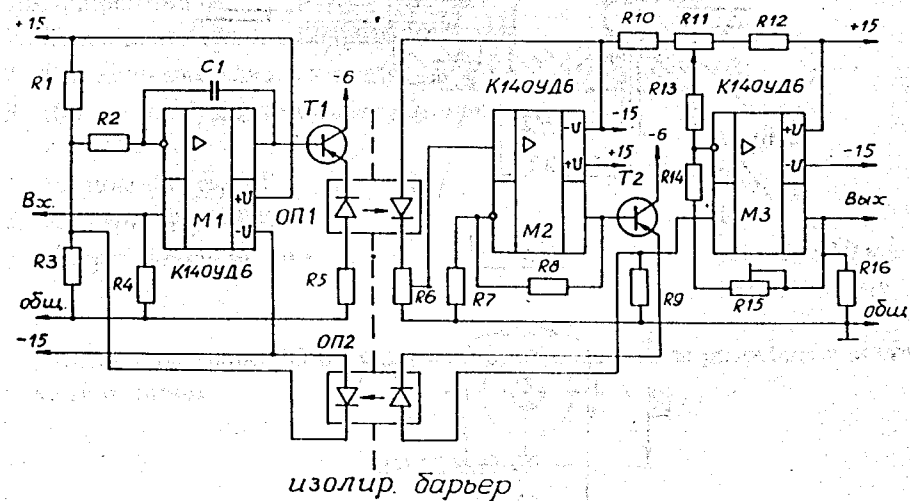 +15
R1
R2
C1
T1
-6
R10
R11
R12
+15
К140УД6
К140УД6
R13
-U
-15
+U
+15
-6
+U
-U
-15
R14
T2
Вх.
M1
+U
-U
ОП1
M2
M3
Вых
R3
R4
К140УД6
R5
R6
R7
R8
R9
R15
R16
общ.
общ
-15
ОП2
изолир. барьер